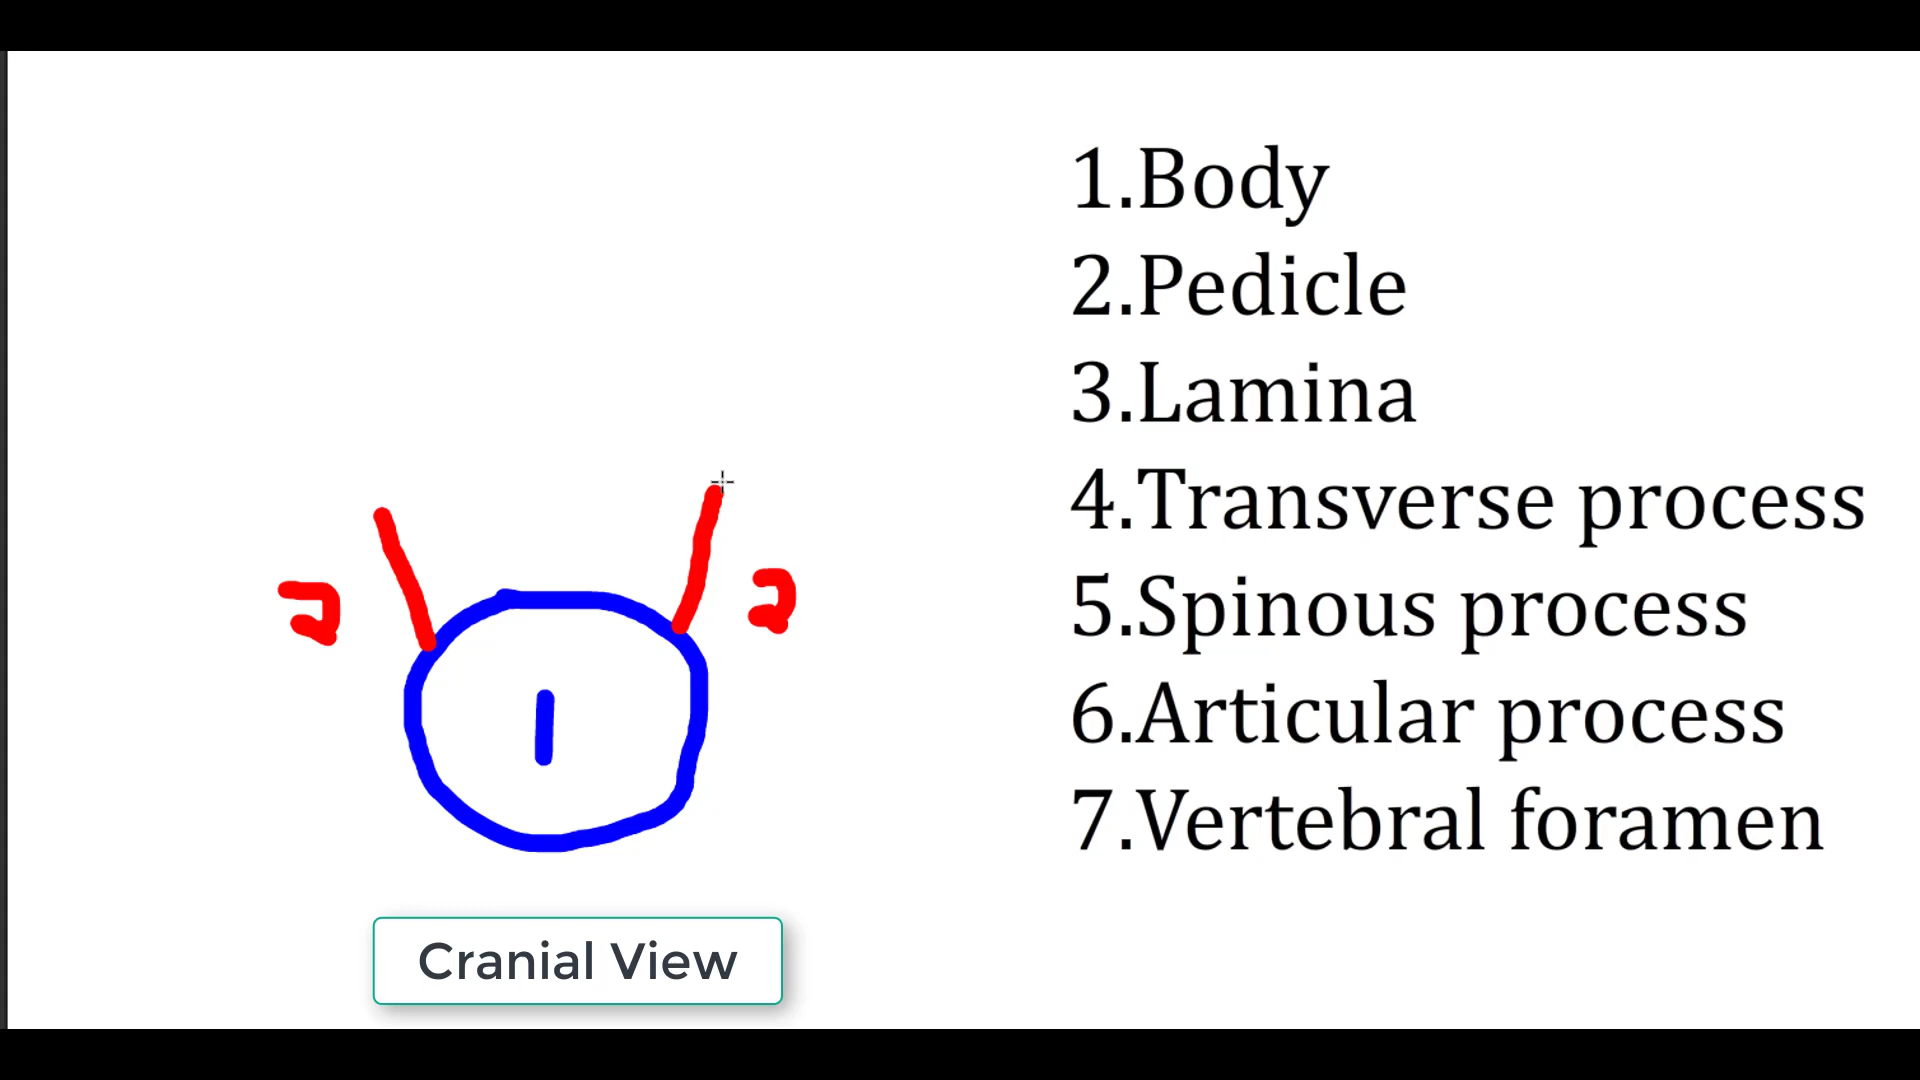 1.Body
2.Pedicle
3.Lamina
4.Transverse process
5.Spinous process
6.Articular process
7.Vertebral foramen
2 2
1
Cranial View